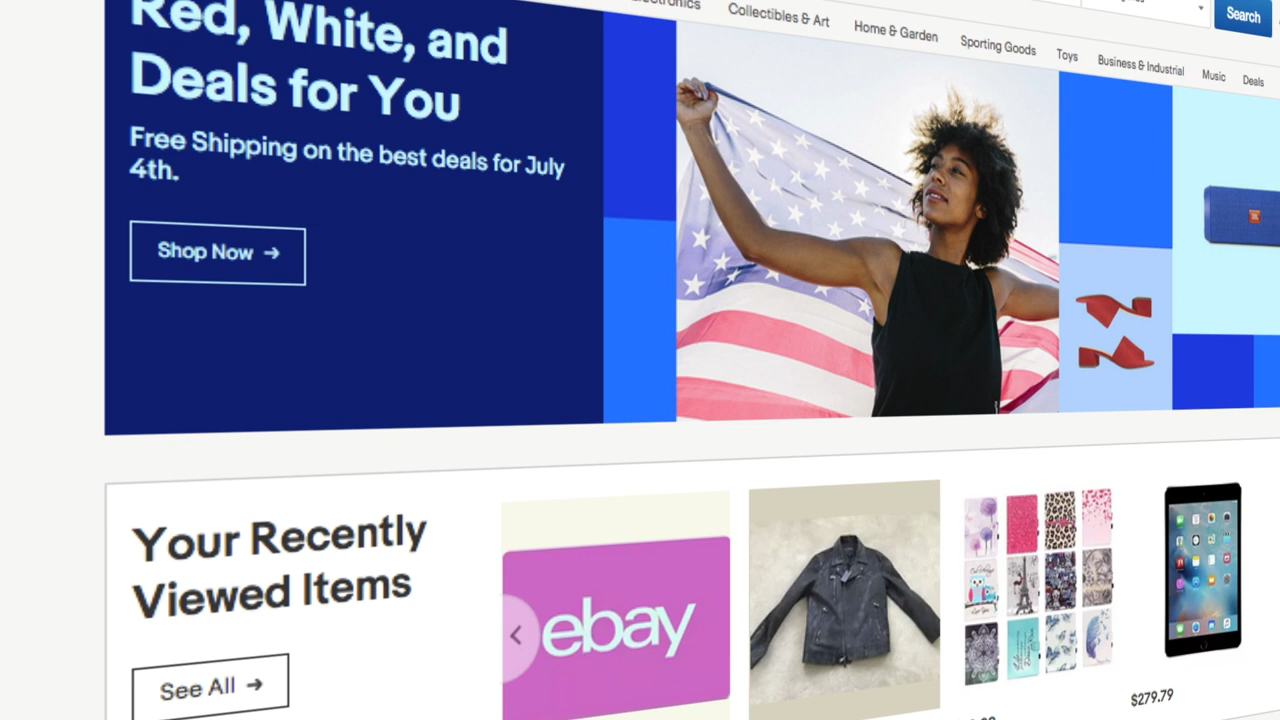 Collectibles & Art
Home & Garden
Sporting Goods
Toys
Business & Industrial
Music
Deals
Search
Red, White, and
Deals for You
Free Shipping on the best deals for July
4th.
Shop Now →
JBL
Your Recently
Viewed Items
See All →
ebay
$279.79